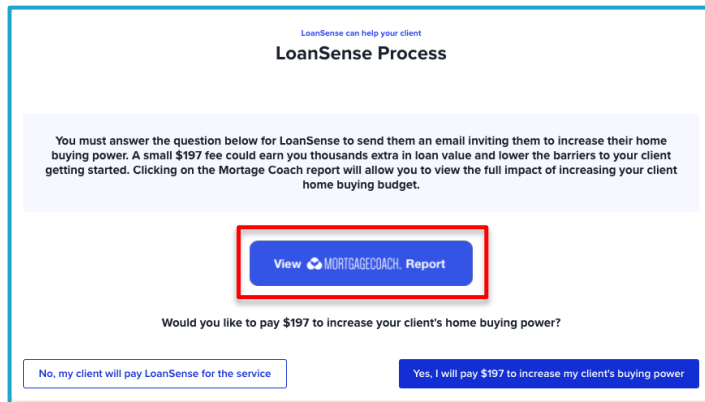 LoanSense can help your client
LoanSense Process
You must answer the question below for LoanSense to send them an email inviting them to increase their home
buying power. A small $197 fee could earn you thousands extra in loan value and lower the barriers to your client
getting started. Clicking on the Mortage Coach report will allow you to view the full impact of increasing your client
home buying budget.
View MORTGAGECOACH. Report
Would you like to pay $197 to increase your client's home buying power?
No, my client will pay LoanSense for the service
Yes, I will pay $197 to increase my client's buying power